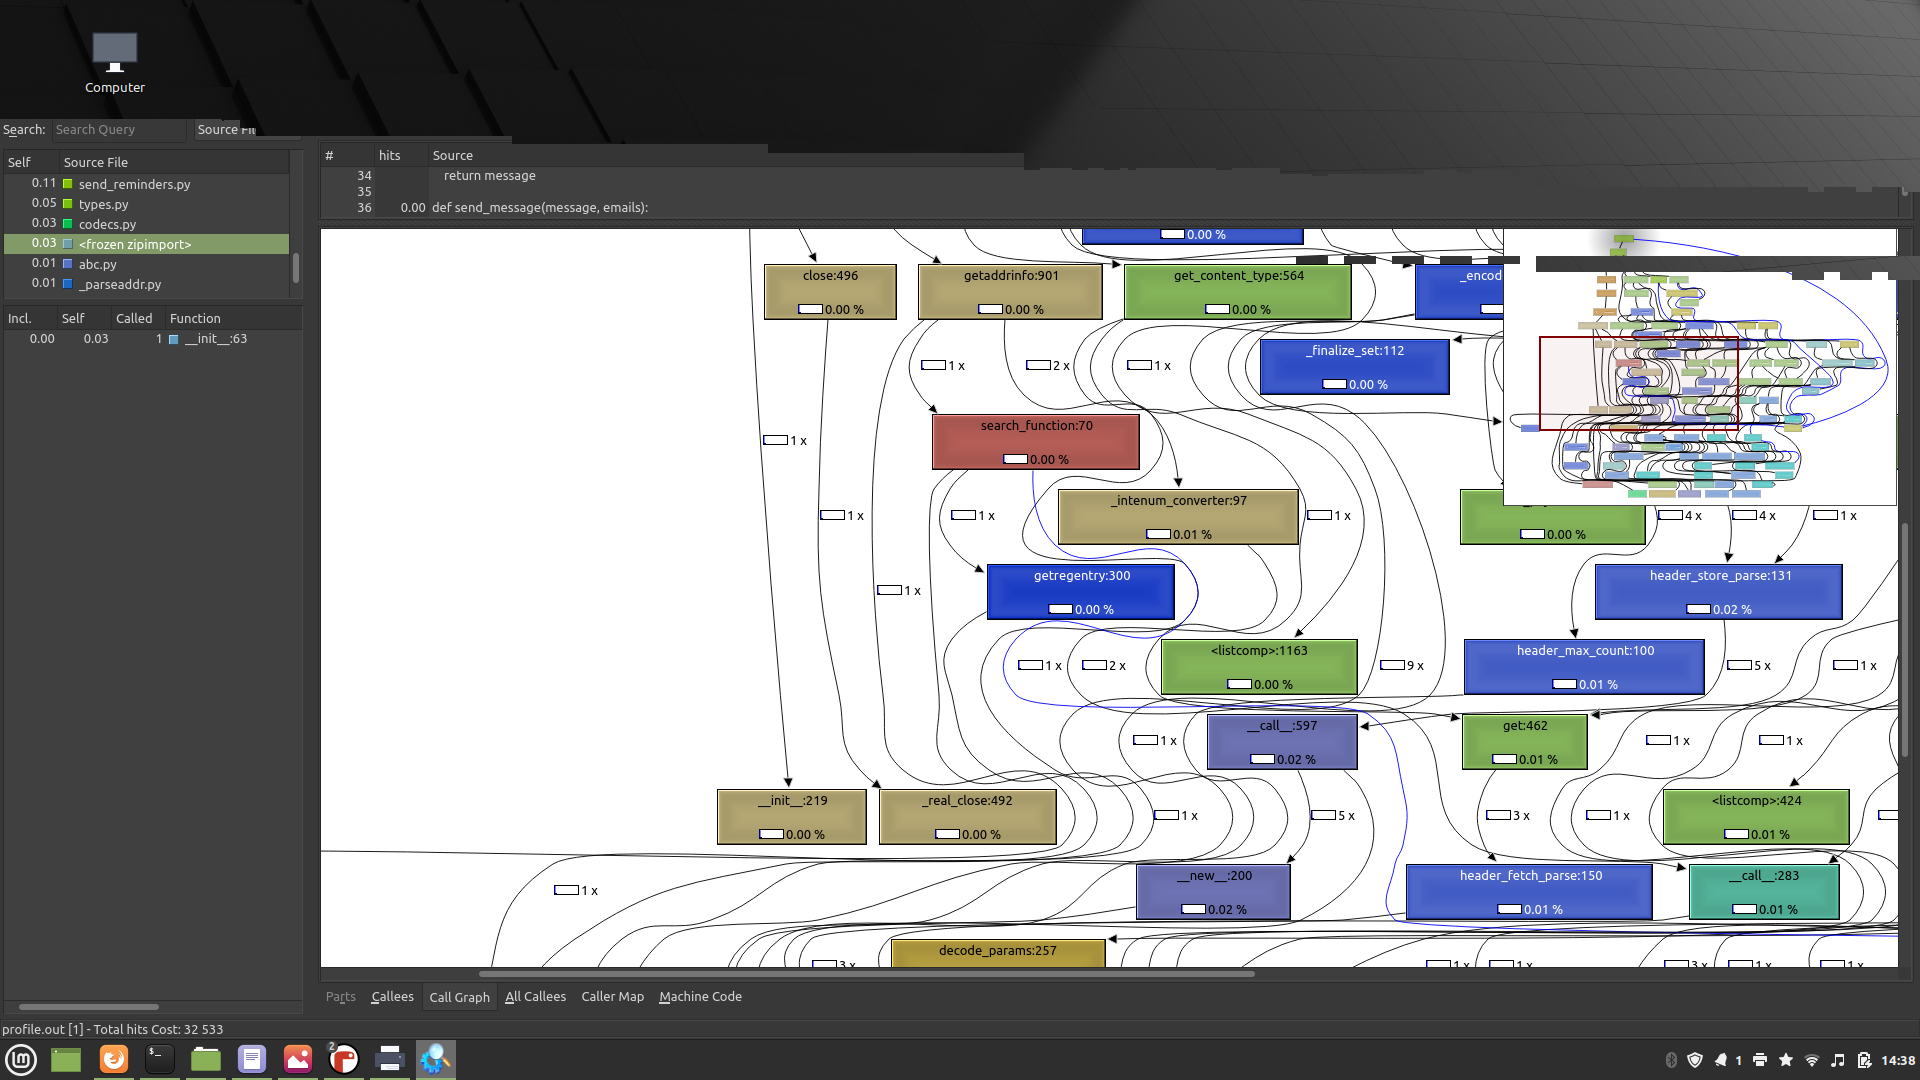 Computer
Search:
Search Query
Self
Source File
0.11 send_reminders.py
0.05 types.py
0.03 codecs.py
0.03 <frozen zipimport>
0.01 abc.py
0.01 _parseaddr.py
Incl. Self Called Function
0.00 0.03 1 __init__:63
# hits Source
34 return message
35
36 0.00 def send_message(message, emails):
0.00 %
close:496
0.00 %
getaddrinfo:901
0.00 %
get_content_type:564
0.00 %
_finalize_set:112
0.00 %
1 x
2 x
1 x
search_function:70
0.00 %
1 x
_intenum_converter:97
0.01 %
0.00 %
1 x
1 x
1 x
4 x
4 x
1 x
getregentry:300
0.00 %
header_store_parse:131
0.02 %
1 x
<listcomp>:1163
0.00 %
header_max_count:100
0.01 %
1 x
2 x
9 x
5 x
1 x
__call__:597
0.02 %
get:462
0.01 %
1 x
1 x
1 x
__init__:219
0.00 %
_real_close:492
0.00 %
<listcomp>:424
0.01 %
1 x
5 x
3 x
1 x
__new__:200
0.02 %
header_fetch_parse:150
0.01 %
__call__:283
0.01 %
1 x
decode_params:257
Parts Callees Call Graph All Callees Caller Map Machine Code
profile.out [1] - Total hits Cost: 32 533
2
1
14:38